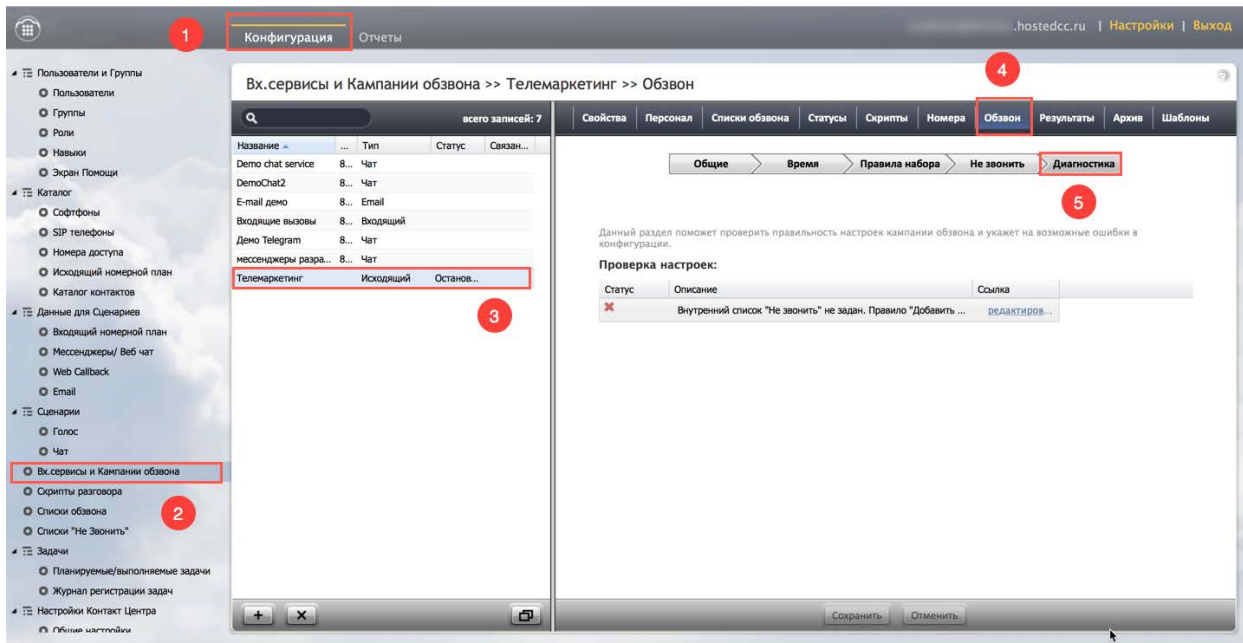 1
Конфигурация
Отчеты
.hostedcc.ru | Настройки | Выход
Пользователи и Группы
Пользователи
Группы
Роли
Навыки
Экран Помощи
Каталог
Софтфоны
SIP телефоны
Номера доступа
Исходящий номерной план
Каталог контактов
Данные для Сценариев
Входящий номерной план
Мессенджеры/ Веб чат
Web Callback
Email
Сценарии
Голос
Чат
Вх.сервисы и Кампании обзвона
Скрипты разговора
Списки обзвона
2
Списки "Не Звонить"
Задачи
Планируемые/выполняемые задачи
Журнал регистрации задач
Настройки Контакт Центра
Общие настройки
Вх.сервисы и Кампании обзвона >> Телемаркетинг >> Обзвон
4
?
всего записей: 7
Название ... Тип Статус Связан...
Demo chat service 8... Чат
DemoChat2 8... Чат
E-mail демо 8... Email
Входящие вызовы 8... Входящий
Демо Telegram 8... Чат
мессенджеры разра... 8... Чат
Телемаркетинг Исходящий Останов...
3
Свойства | Персонал | Списки обзвона | Статусы | Скрипты | Номера | Обзвон | Результаты | Архив | Шаблоны
Общие Время Правила набора Не звонить Диагностика
5
Данный раздел поможет проверить правильность настроек кампании обзвона и укажет на возможные ошибки в
конфигурации.
Проверка настроек:
Статус Описание Ссылка
Внутренний список "Не звонить" не задан. Правило "Добавить ... редактиров...
Сохранить Отменить